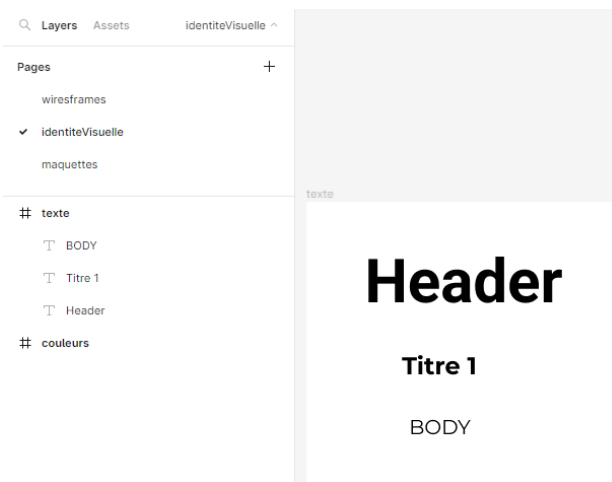 Layers Assets identiteVisuelle
Pages
wiresframes
identiteVisuelle
maquettes
texte
BODY
Titre 1
Header
couleurs
texte
Header
Titre 1
BODY